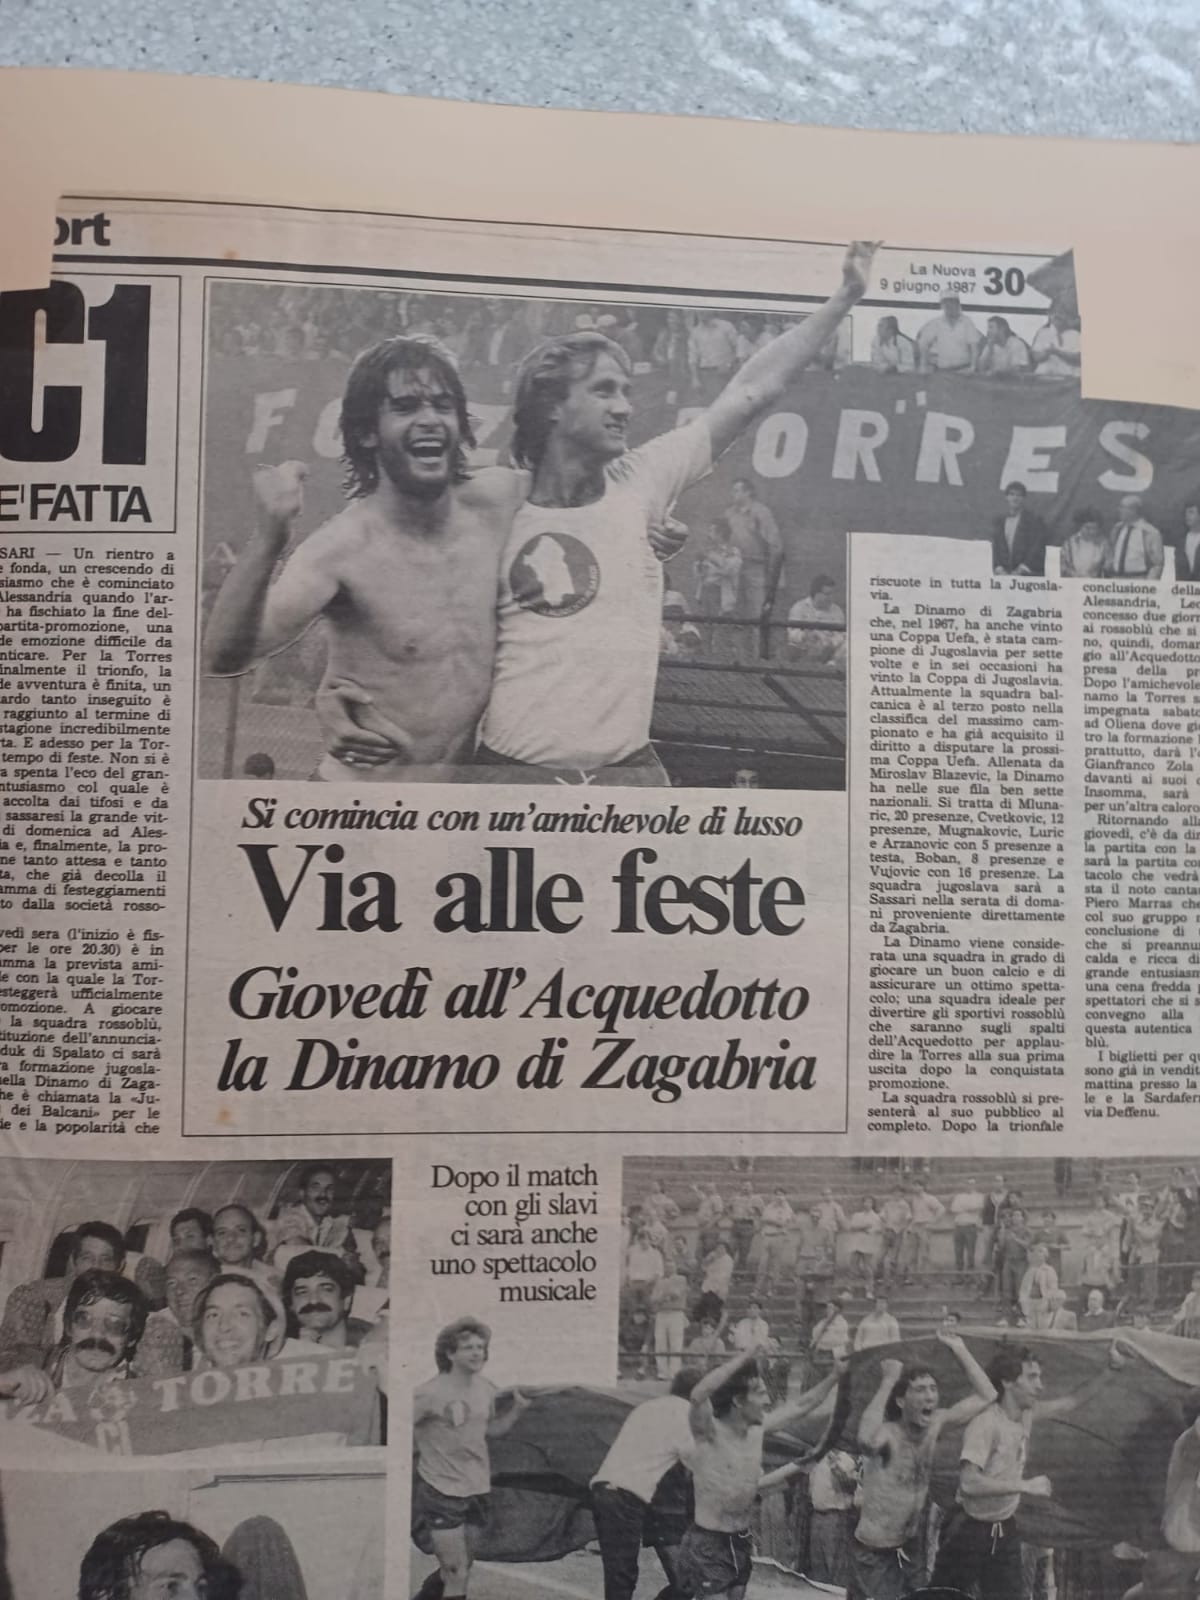 ort
La Nuova
9 giugno 1987
30
C1
E' FATTA
FO Z TORRES
SARI — Un rientro a
fonda, un crescendo di
siasmo che è cominciato
Alessandria quando l'ar-
ha fischiato la fine del-
partita-promozione, una
de emozione difficile da
nticare. Per la Torres
finalmente il trionfo, la
de avventura è finita, un
ardo tanto inseguito è
raggiunto al termine di
stagione incredibilmente
ta. E adesso per la Tor-
tempo di feste. Non si è
a spenta l'eco del gran-
ntusiasmo col quale è
accolta dai tifosi e da
sassaresi la grande vit-
di domenica ad Ales-
ia e, finalmente, la pro-
ne tanto attesa e tanto
ta, che già decolla il
amma di festeggiamenti
to dalla società rosso-
vedì sera (l'inizio è fis-
per le ore 20.30) è in
amma la prevista ami-
le con la quale la Tor-
esteggerà ufficialmente
omozione. A giocare
la squadra rossoblù,
tituzione dell'annuncia-
duk di Spalato ci sarà
ra formazione jugosla-
uella Dinamo di Zaga-
he è chiamata la «Ju-
dei Balcani» per le
ie e la popolarità che
Si comincia con un'amichevole di lusso
Via alle feste
Giovedì all'Acquedotto
la Dinamo di Zagabria
riscuote in tutta la Jugosla-
via.
La Dinamo di Zagabria
che, nel 1967, ha anche vinto
una Coppa Uefa, è stata cam-
pione di Jugoslavia per sette
volte e in sei occasioni ha
vinto la Coppa di Jugoslavia.
Attualmente la squadra bal-
canica è al terzo posto nella
classifica del massimo cam-
pionato e ha già acquisito il
diritto a disputare la prossi-
ma Coppa Uefa. Allenata da
Miroslav Blazevic, la Dinamo
ha nelle sue fila ben sette
nazionali. Si tratta di Mluna-
ric, 20 presenze, Cvetkovic, 12
presenze, Mugnakovic, Luric
e Arzanovic con 5 presenze a
testa, Boban, 8 presenze e
Vujovic con 16 presenze. La
squadra jugoslava sarà a
Sassari nella serata di doma-
ni proveniente direttamente
da Zagabria.
La Dinamo viene conside-
rata una squadra in grado di
giocare un buon calcio e di
assicurare un ottimo spetta-
colo; una squadra ideale per
divertire gli sportivi rossoblù
che saranno sugli spalti
dell'Acquedotto per applau-
dire la Torres alla sua prima
uscita dopo la conquistata
promozione.
La squadra rossoblù si pre-
senterà al suo pubblico al
completo. Dopo la trionfale
conclusione della
Alessandria, Leo
concesso due giorn
ai rossoblù che si
no, quindi, doman
gio all'Acquedotto
presa della pr
Dopo l'amichevole
namo la Torres s
impegnata sabato
ad Oliena dove gio
tro la formazione l
prattutto, darà l'o
Gianfranco Zola
davanti ai suoi c
Insomma, sarà
per un'altra caloro
Ritornando alla
giovedì, c'è da dir
la partita con la
sarà la partita con
tacolo che vedrà
sta il noto cantau
Piero Marras che
col suo gruppo
conclusione di
che si preannun
calda e ricca di
grande entusiasm
una cena fredda p
spettatori che si s
convegno alla
questa autentica
blù.
I biglietti per qu
sono già in vendit
mattina presso la
le e la Sardafer
via Deffenu.
Dopo il match
con gli slavi
ci sarà anche
uno spettacolo
musicale
ZA TORRE
C1